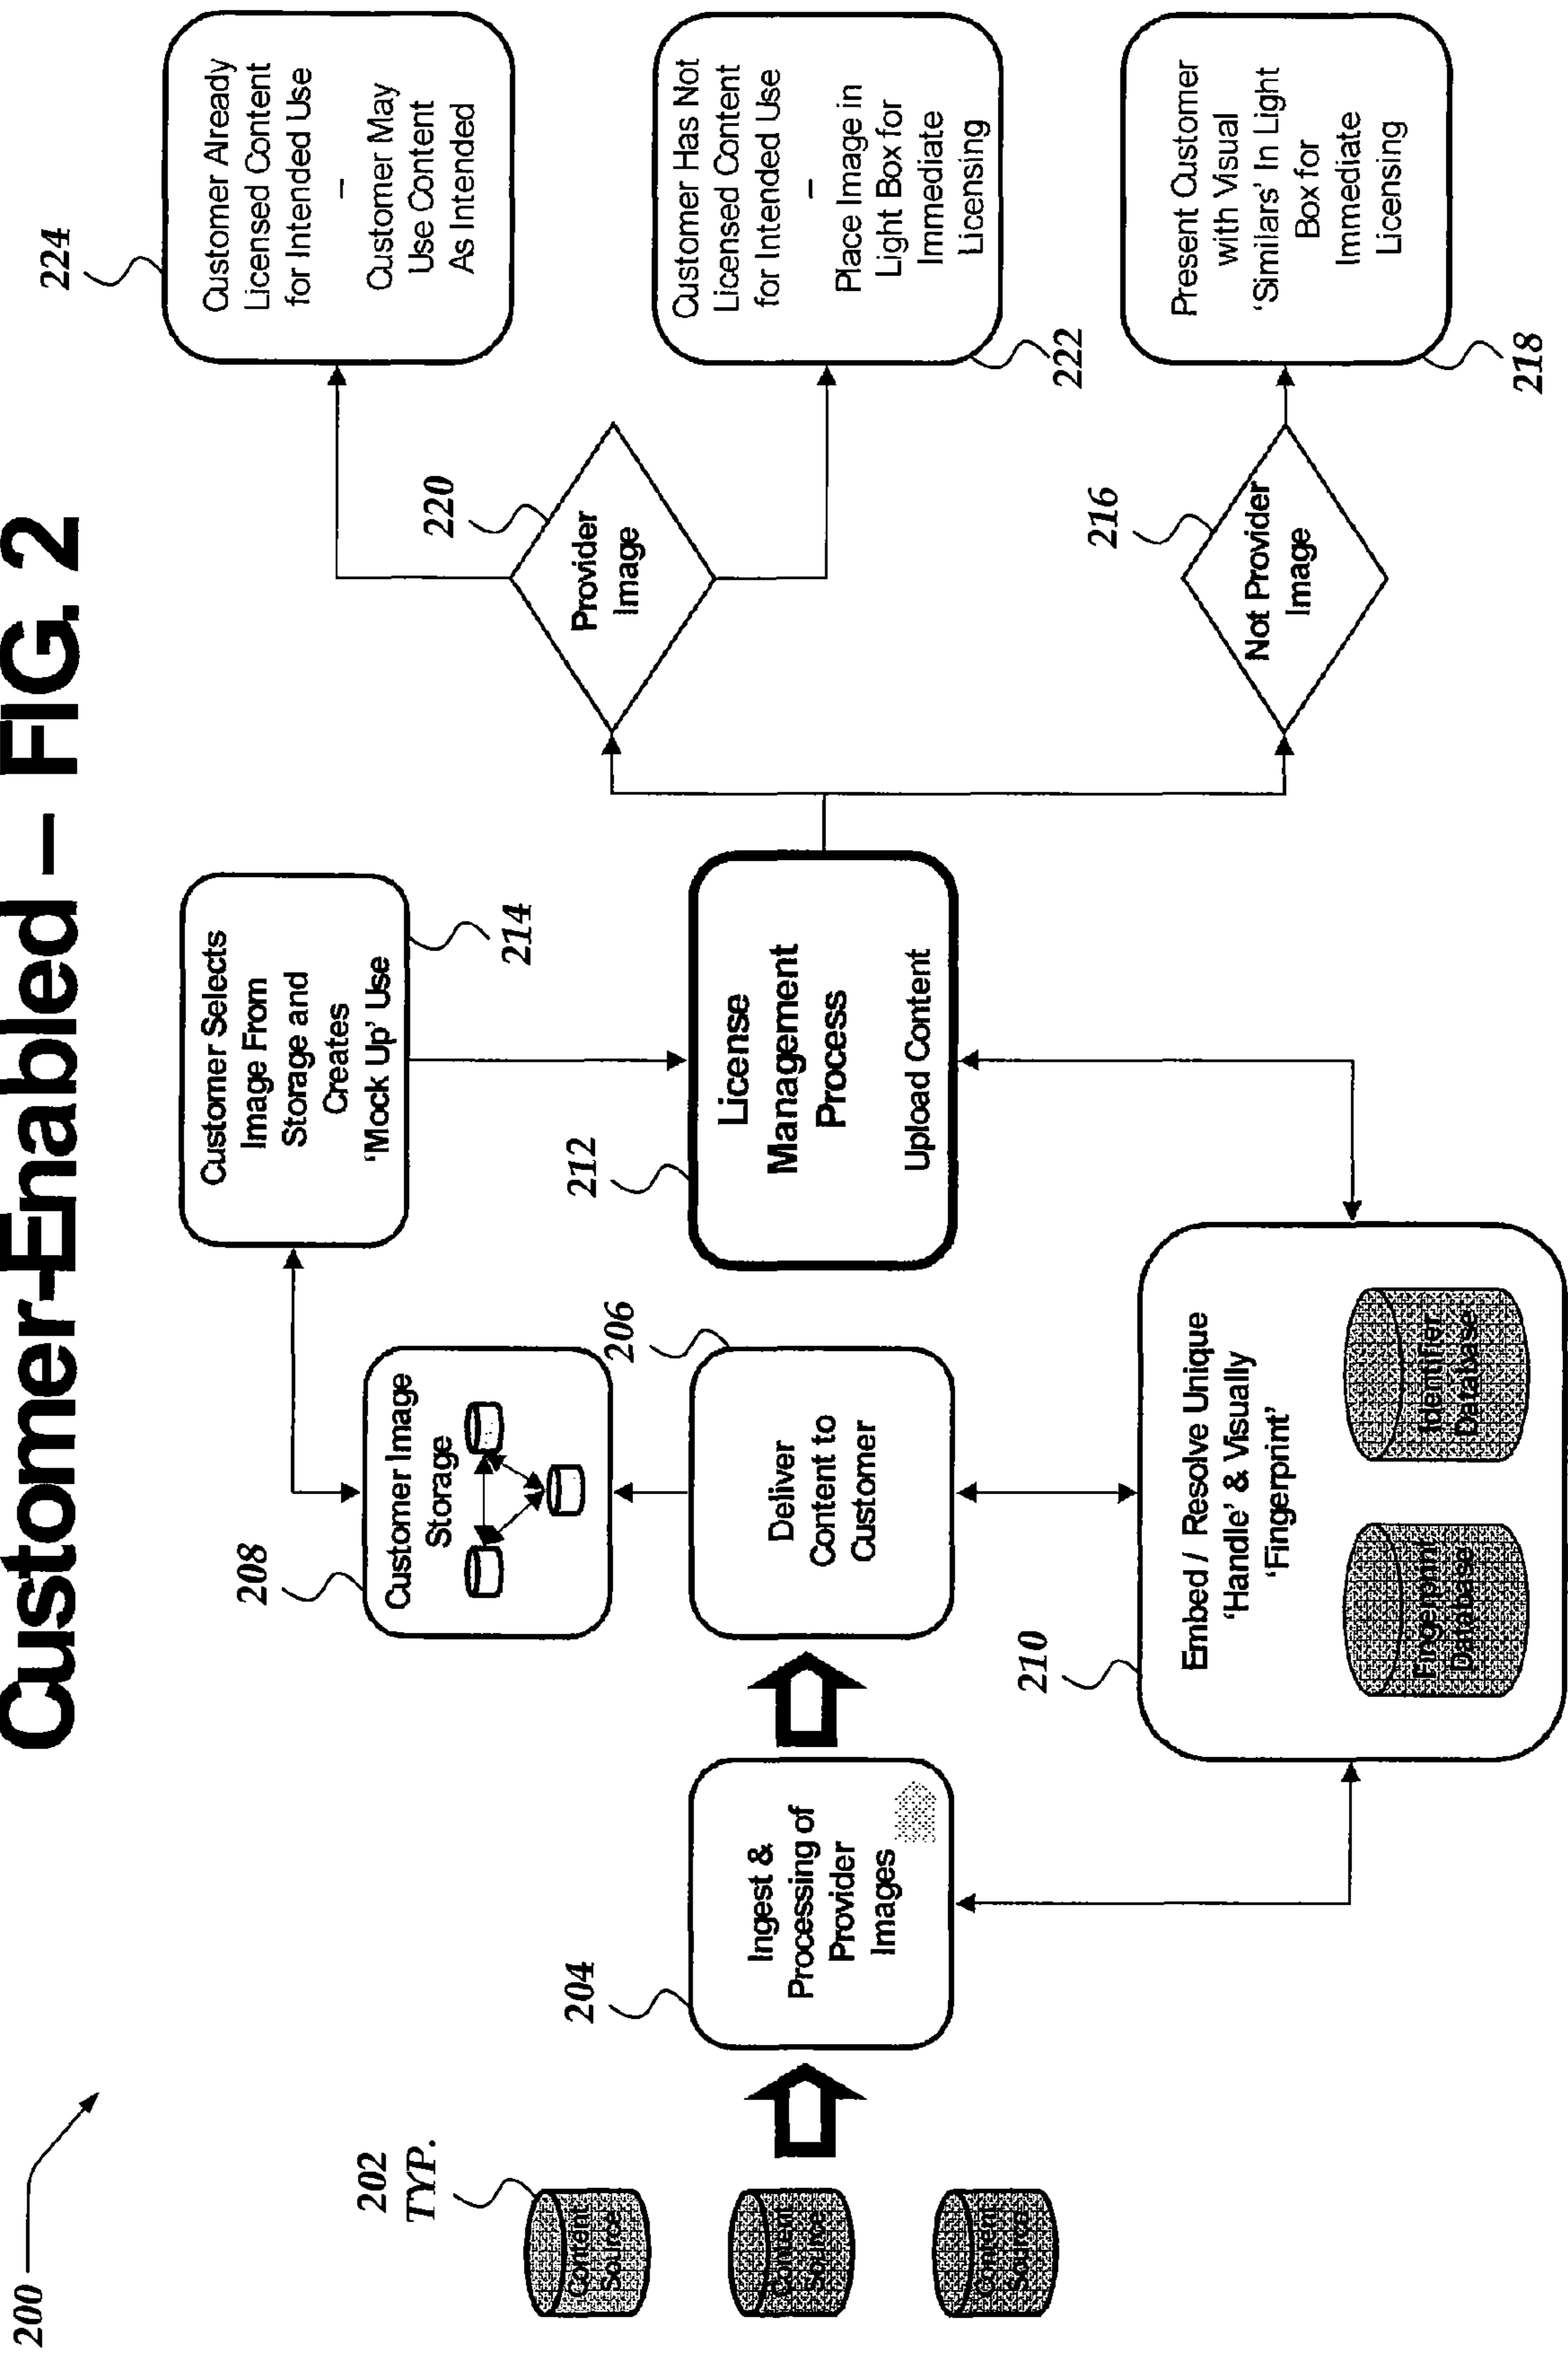 Customer-Enabled – FIG. 2
200
202
TYP.
Content
Source
Content
Source
Content
Source
204
Ingest &
Processing of
Provider
Images
206
Deliver
Content to
Customer
208
Customer Image
Storage
210
Embed / Resolve Unique
'Handle' & Visually
'Fingerprint'
Fingerprint
Database
Identifer
Database
212
License
Management
Process
Upload Content
214
Customer Selects
Image From
Storage and
Creates
'Mock Up' Use
220
Provider
Image
216
Not Provider
Image
224
Customer Already
Licensed Content
for Intended Use
–
Customer May
Use Content
As Intended
222
Customer Has Not
Licensed Content
for Intended Use
–
Place Image in
Light Box for
Immediate
Licensing
218
Present Customer
with Visual
'Similars' In Light
Box for
Immediate
Licensing